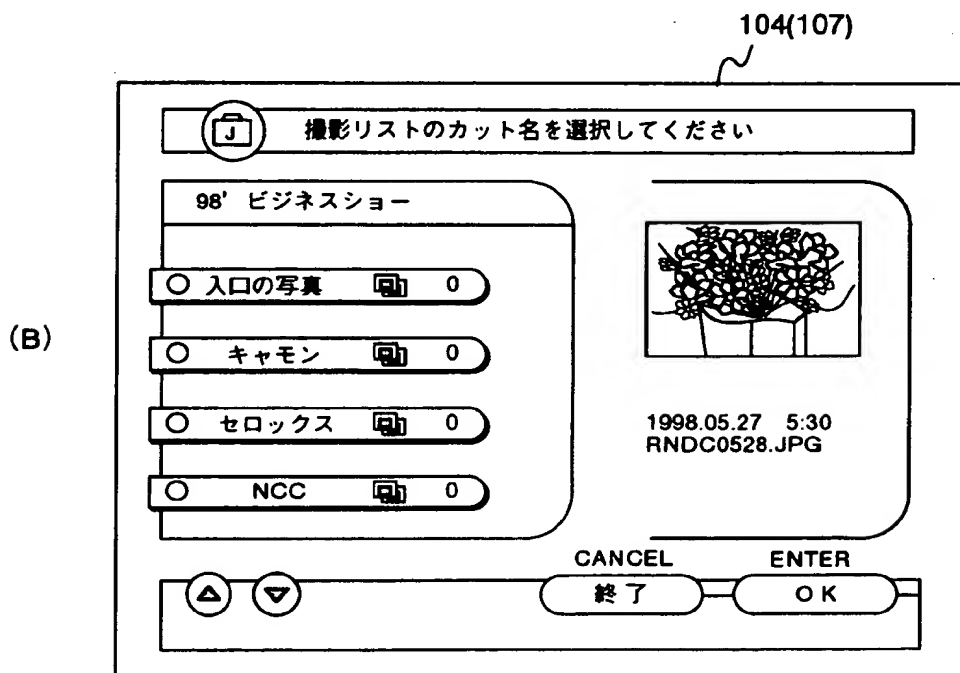 104(107)
J 撮影リストのカット名を選択してください
98' ビジネスショー
入口の写真 0
キャモン 0
(B)
セロックス 0
NCC 0
1998.05.27 5:30
RNDC0528.JPG
CANCEL ENTER
終了 OK